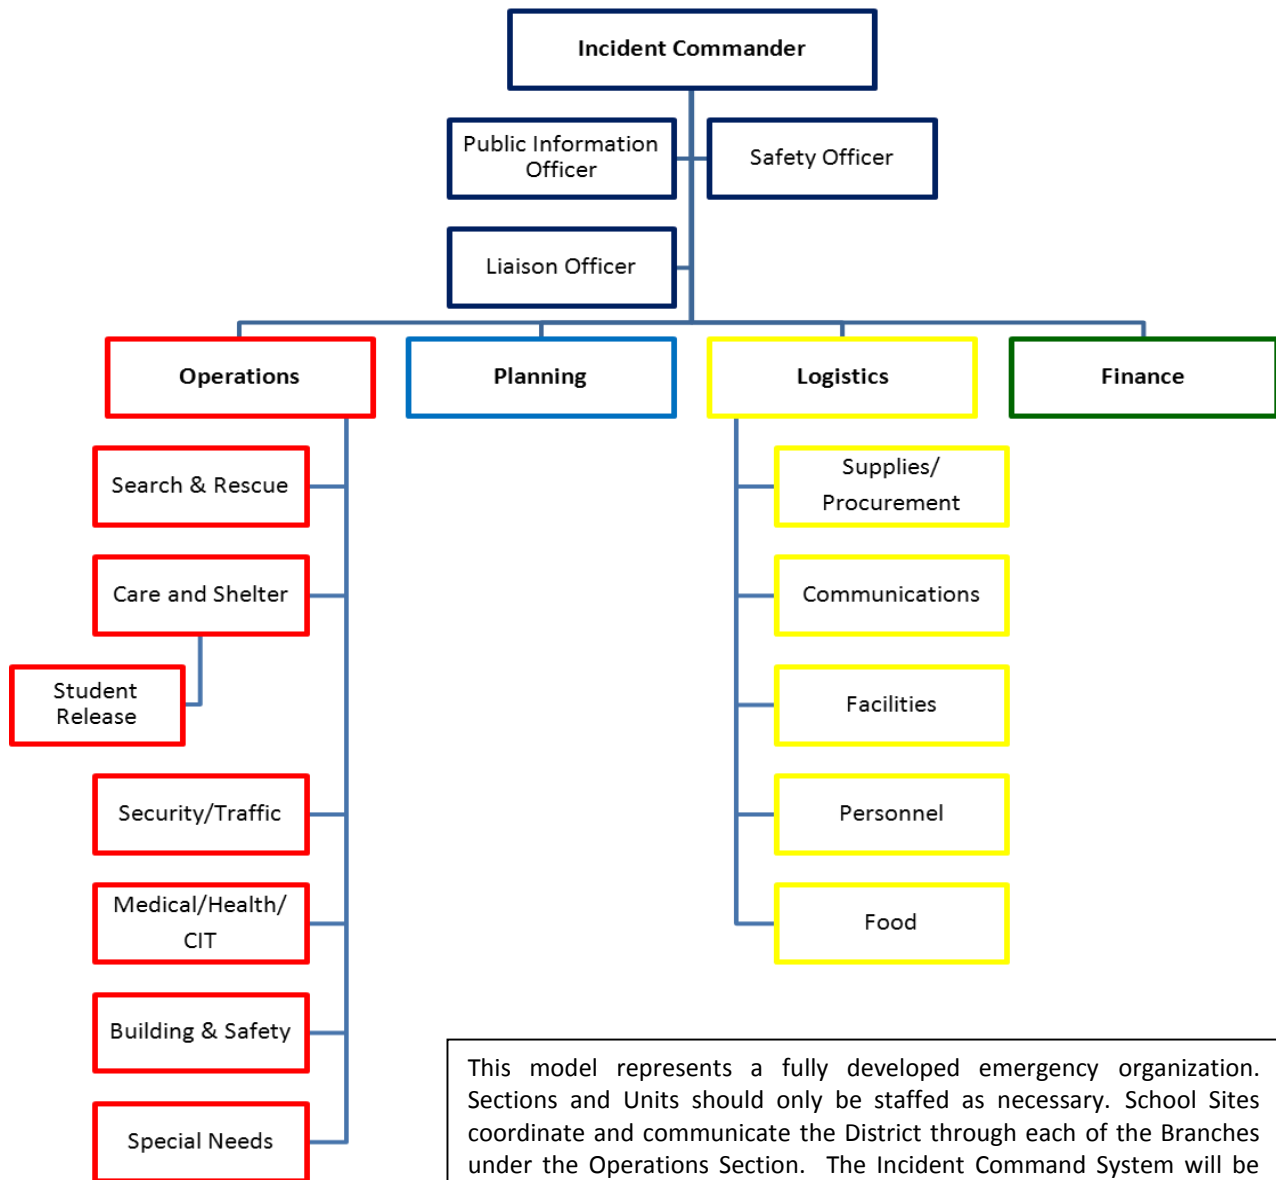 Incident Commander
Public Information
Officer
Safety Officer
Liaison Officer
Operations
Planning
Logistics
Finance
Search & Rescue
Care and Shelter
Student
Release
Security/Traffic
Medical/Health/
CIT
Building & Safety
Special Needs
Supplies/
Procurement
Communications
Facilities
Personnel
Food
This model represents a fully developed emergency organization.
Sections and Units should only be staffed as necessary. School Sites
coordinate and communicate the District through each of the Branches
under the Operations Section. The Incident Command System will be